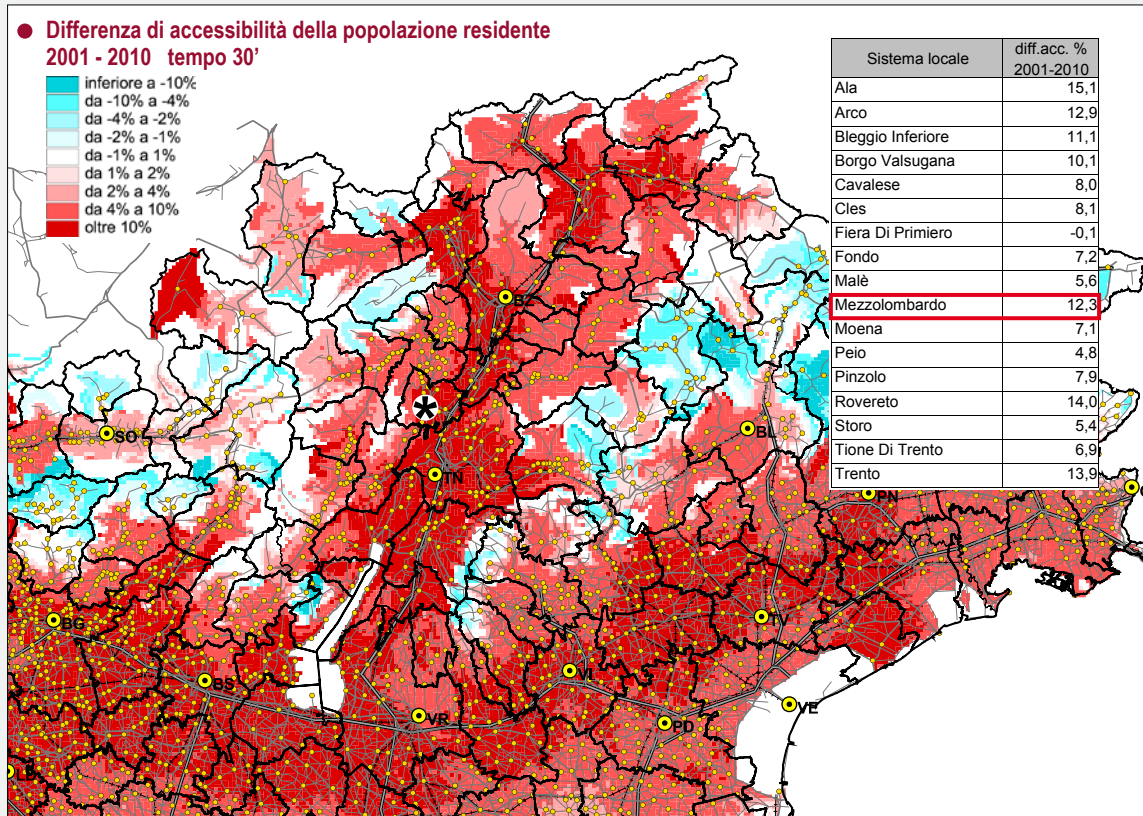 Differenza di accessibilità della popolazione residente
2001 - 2010 tempo 30'
inferiore a -10%
da -10% a -4%
da -4% a -2%
da -2% a -1%
da -1% a 1%
da 1% a 2%
da 2% a 4%
da 4% a 10%
oltre 10%
Sistema locale diff.acc. % 2001-2010
Ala 15,1
Arco 12,9
Bleggio Inferiore 11,1
Borgo Valsugana 10,1
Cavalese 8,0
Cles 8,1
Fiera Di Primiero -0,1
Fondo 7,2
Malè 5,6
Mezzolombardo 12,3
Moena 7,1
Peio 4,8
Pinzolo 7,9
Rovereto 14,0
Storo 5,4
Tione Di Trento 6,9
Trento 13,9
BZ
*
SO
BL
TN
PN
BG
BS
VI
VR
PD
VE